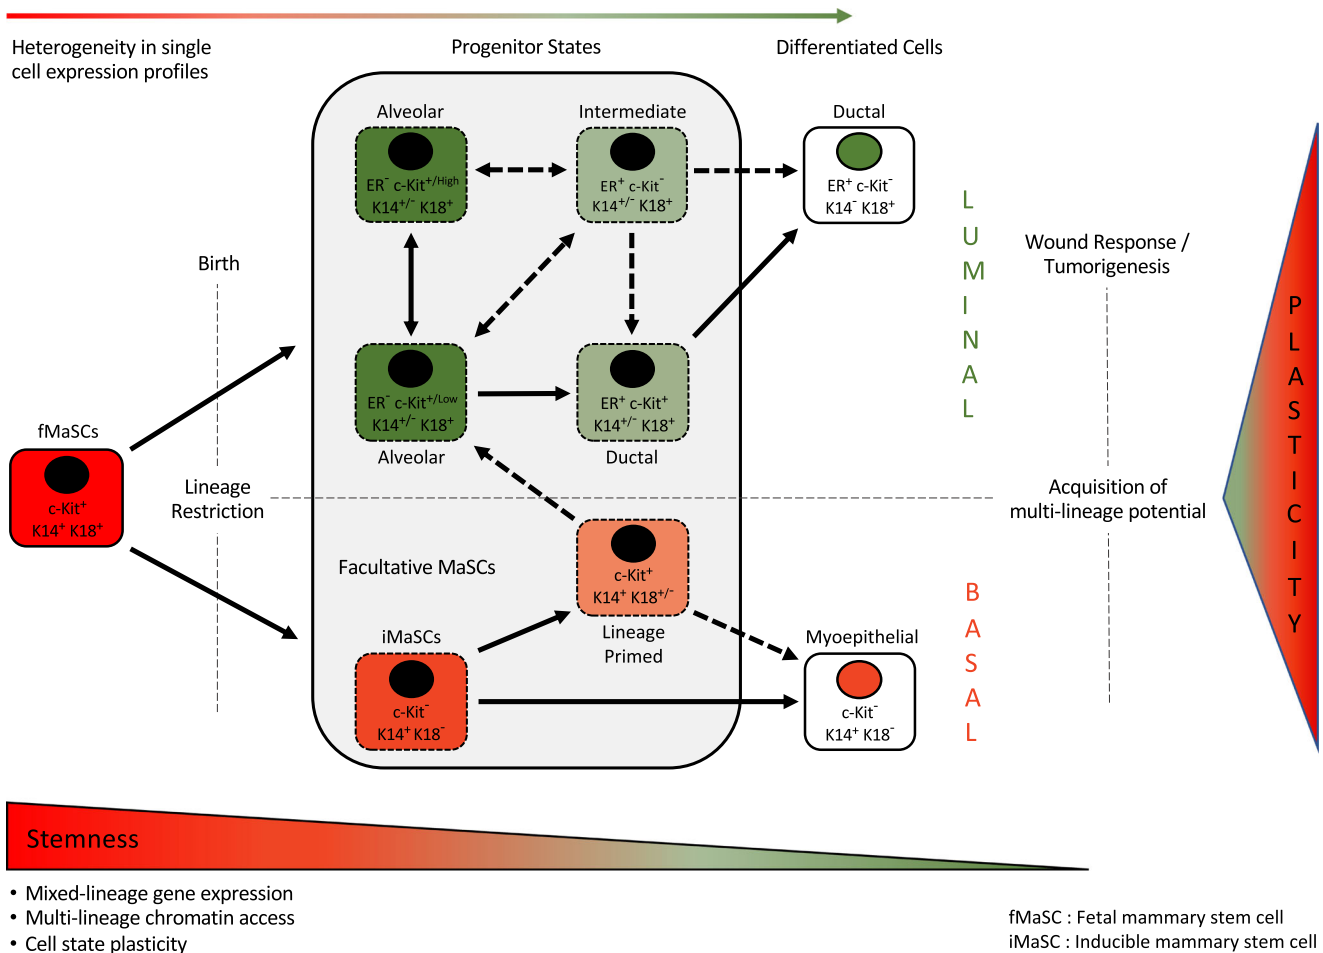 Heterogeneity in single
cell expression profiles
Progenitor States
Differentiated Cells
Alveolar
ER⁻ c-Kit⁺/ᴴⁱᵍʰ
K14⁺/⁻ K18⁺
Intermediate
ER⁺ c-Kit⁻
K14⁺/⁻ K18⁺
Ductal
ER⁺ c-Kit⁻
K14⁻ K18⁺
LUMINAL
Wound Response /
Tumorigenesis
Birth
ER⁻ c-Kit⁺/ᴸᵒʷ
K14⁺/⁻ K18⁺
Alveolar
ER⁺ c-Kit⁺
K14⁺/⁻ K18⁺
Ductal
fMaSCs
c-Kit⁺
K14⁺ K18⁺
Lineage
Restriction
Acquisition of
multi-lineage potential
PLASTICITY
Facultative MaSCs
c-Kit⁺
K14⁺ K18⁺/⁻
Lineage
Primed
iMaSCs
c-Kit⁻
K14⁺ K18⁻
Myoepithelial
c-Kit⁻
K14⁺ K18⁻
BASAL
Stemness
• Mixed-lineage gene expression
• Multi-lineage chromatin access
• Cell state plasticity
fMaSC : Fetal mammary stem cell
iMaSC : Inducible mammary stem cell